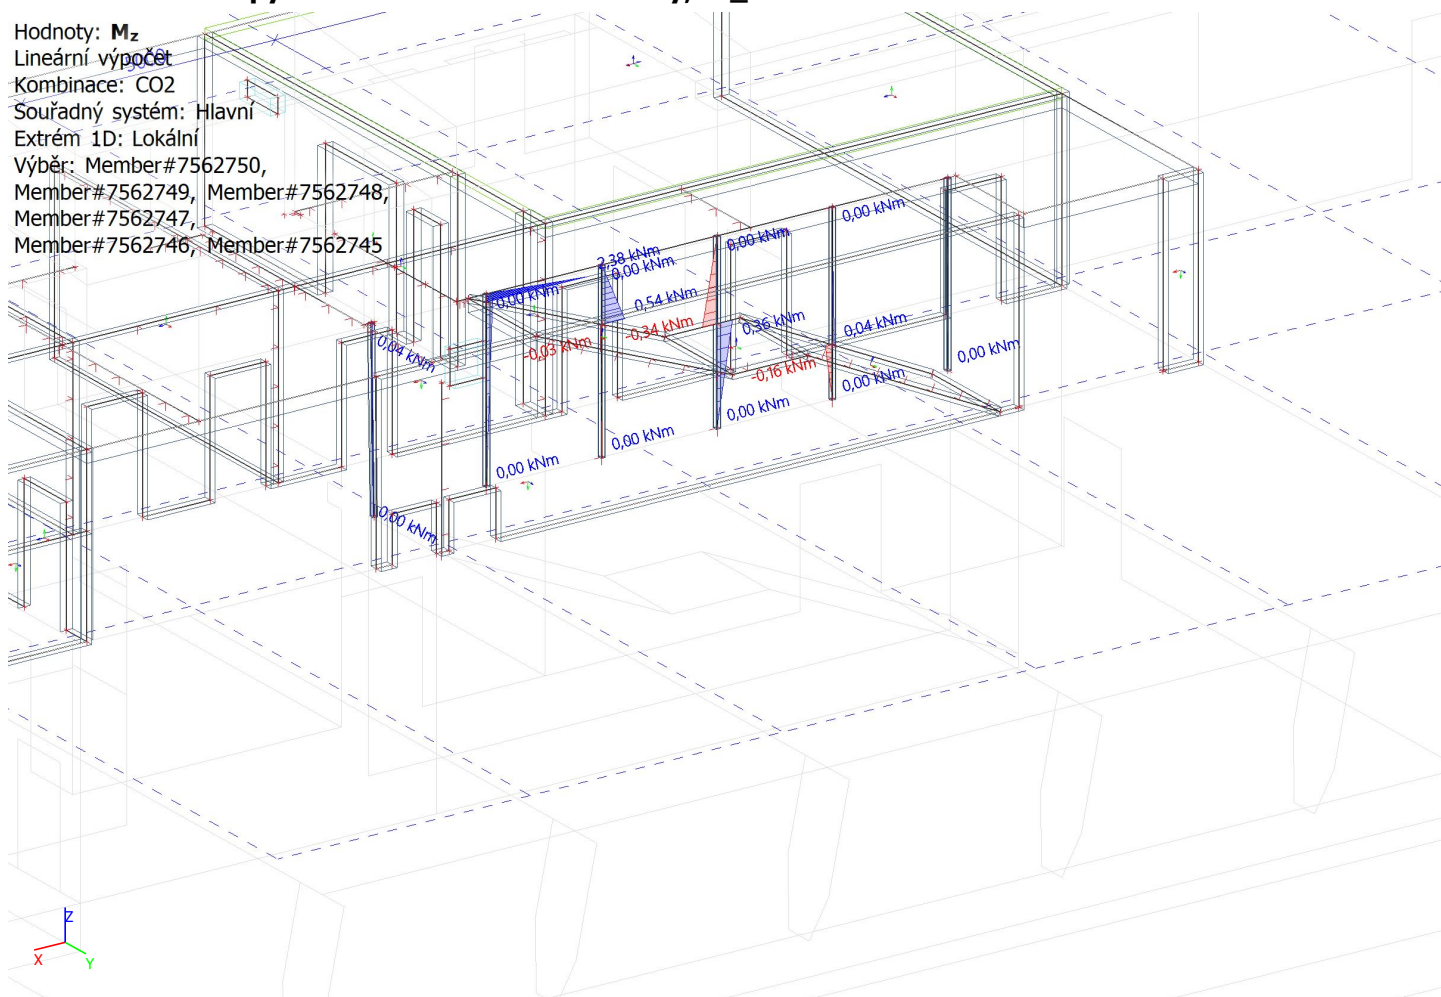 Hodnoty: Mz
Lineární výpočet
Kombinace: CO2
Souřadný systém: Hlavní
Extrém 1D: Lokální
Výběr: Member#7562750,
Member#7562749, Member#7562748,
Member#7562747,
Member#7562746, Member#7562745
0,00 kNm
0,00 kNm
2,38 kNm
0,00 kNm
0,00 kNm
0,54 kNm
-0,34 kNm
0,36 kNm
0,04 kNm
-0,03 kNm
0,04 kNm
0,00 kNm
-0,16 kNm
0,00 kNm
0,00 kNm
0,00 kNm
0,00 kNm
0,00 kNm
Z
X
Y